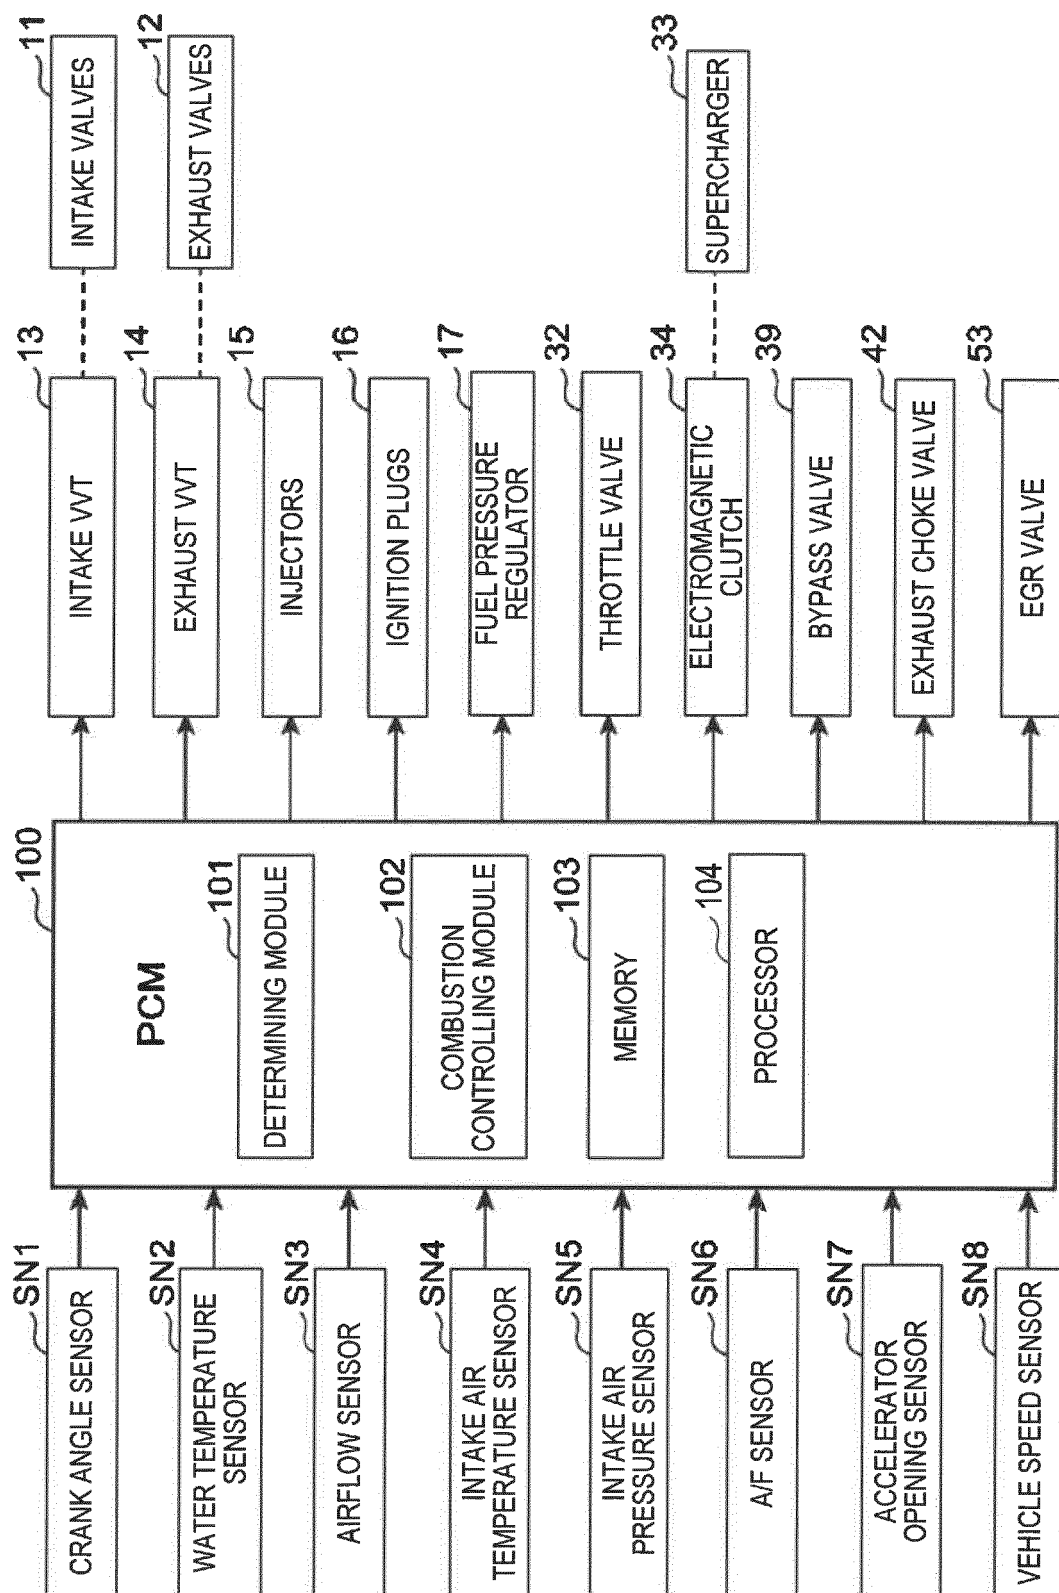 SN1
CRANK ANGLE SENSOR
SN2
WATER TEMPERATURE
SENSOR
SN3
AIRFLOW SENSOR
SN4
INTAKE AIR
TEMPERATURE SENSOR
SN5
INTAKE AIR
PRESSURE SENSOR
SN6
A/F SENSOR
SN7
ACCELERATOR
OPENING SENSOR
SN8
VEHICLE SPEED SENSOR
100
PCM
101
DETERMINING MODULE
102
COMBUSTION
CONTROLLING MODULE
103
MEMORY
104
PROCESSOR
13
INTAKE VVT
14
EXHAUST VVT
15
INJECTORS
16
IGNITION PLUGS
17
FUEL PRESSURE
REGULATOR
32
THROTTLE VALVE
34
ELECTROMAGNETIC
CLUTCH
39
BYPASS VALVE
42
EXHAUST CHOKE VALVE
53
EGR VALVE
11
INTAKE VALVES
12
EXHAUST VALVES
33
SUPERCHARGER